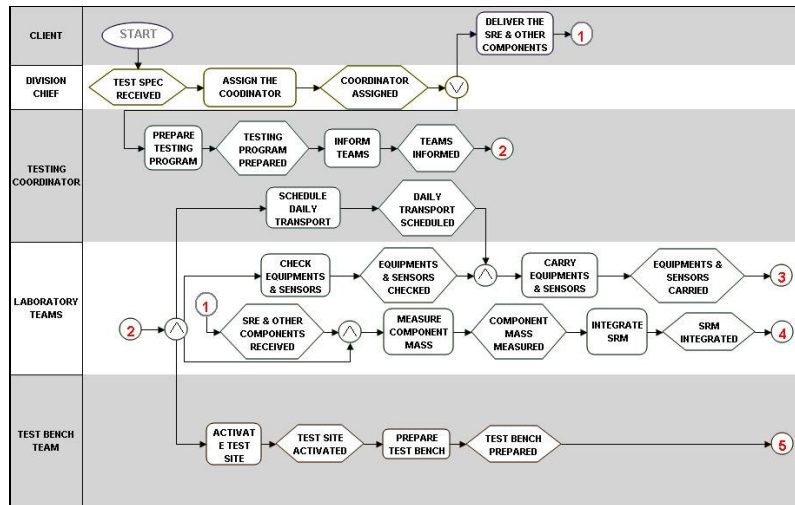 CLIENT
START
DELIVER THE
SRE & OTHER
COMPONENTS
1
DIVISION
CHIEF
TEST SPEC
RECEIVED
ASSIGN THE
COODINATOR
COORDINATOR
ASSIGNED
TESTING
COORDINATOR
PREPARE
TESTING
PROGRAM
TESTING
PROGRAM
PREPARED
INFORM
TEAMS
TEAMS
INFORMED
2
SCHEDULE
DAILY
TRANSPORT
DAILY
TRANSPORT
SCHEDULED
LABORATORY
TEAMS
CHECK
EQUIPMENTS
& SENSORS
EQUIPMENTS
& SENSORS
CHECKED
CARRY
EQUIPMENTS
& SENSORS
EQUIPMENTS &
SENSORS
CARRIED
3
1
2
SRE & OTHER
COMPONENTS
RECEIVED
MEASURE
COMPONENT
MASS
COMPONENT
MASS
MEASURED
INTEGRATE
SRM
SRM
INTEGRATED
4
TEST BENCH
TEAM
ACTIVAT
E TEST
SITE
TEST SITE
ACTIVATED
PREPARE
TEST BENCH
TEST BENCH
PREPARED
5